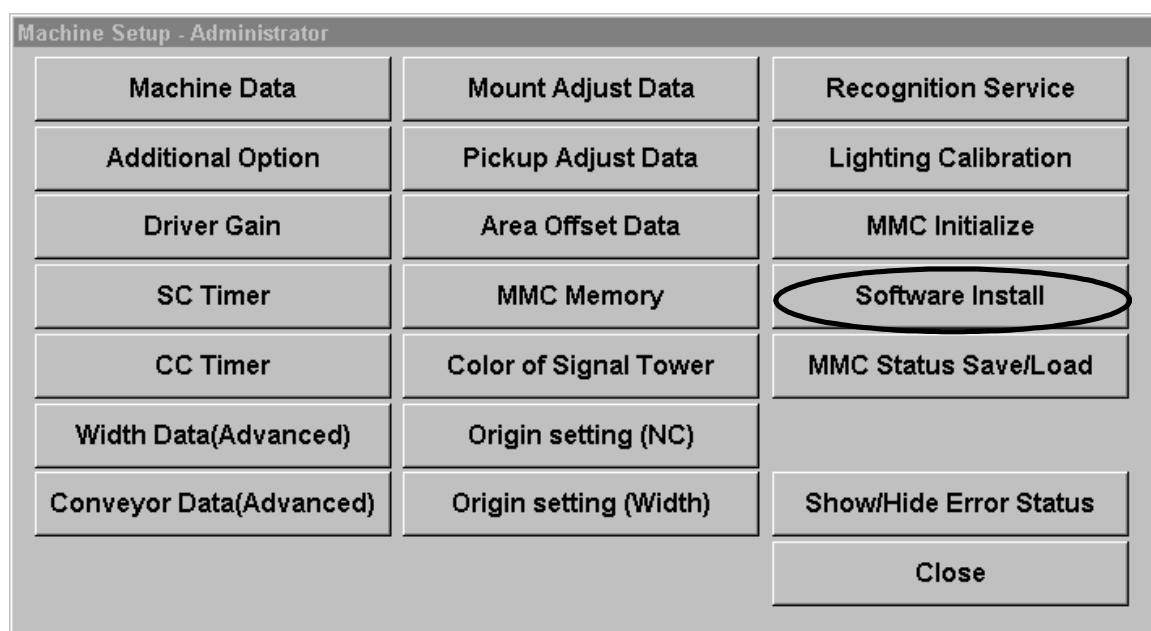 Machine Setup - Administrator
Machine Data
Mount Adjust Data
Recognition Service
Additional Option
Pickup Adjust Data
Lighting Calibration
Driver Gain
Area Offset Data
MMC Initialize
SC Timer
MMC Memory
Software Install
CC Timer
Color of Signal Tower
MMC Status Save/Load
Width Data(Advanced)
Origin setting (NC)
Conveyor Data(Advanced)
Origin setting (Width)
Show/Hide Error Status
Close